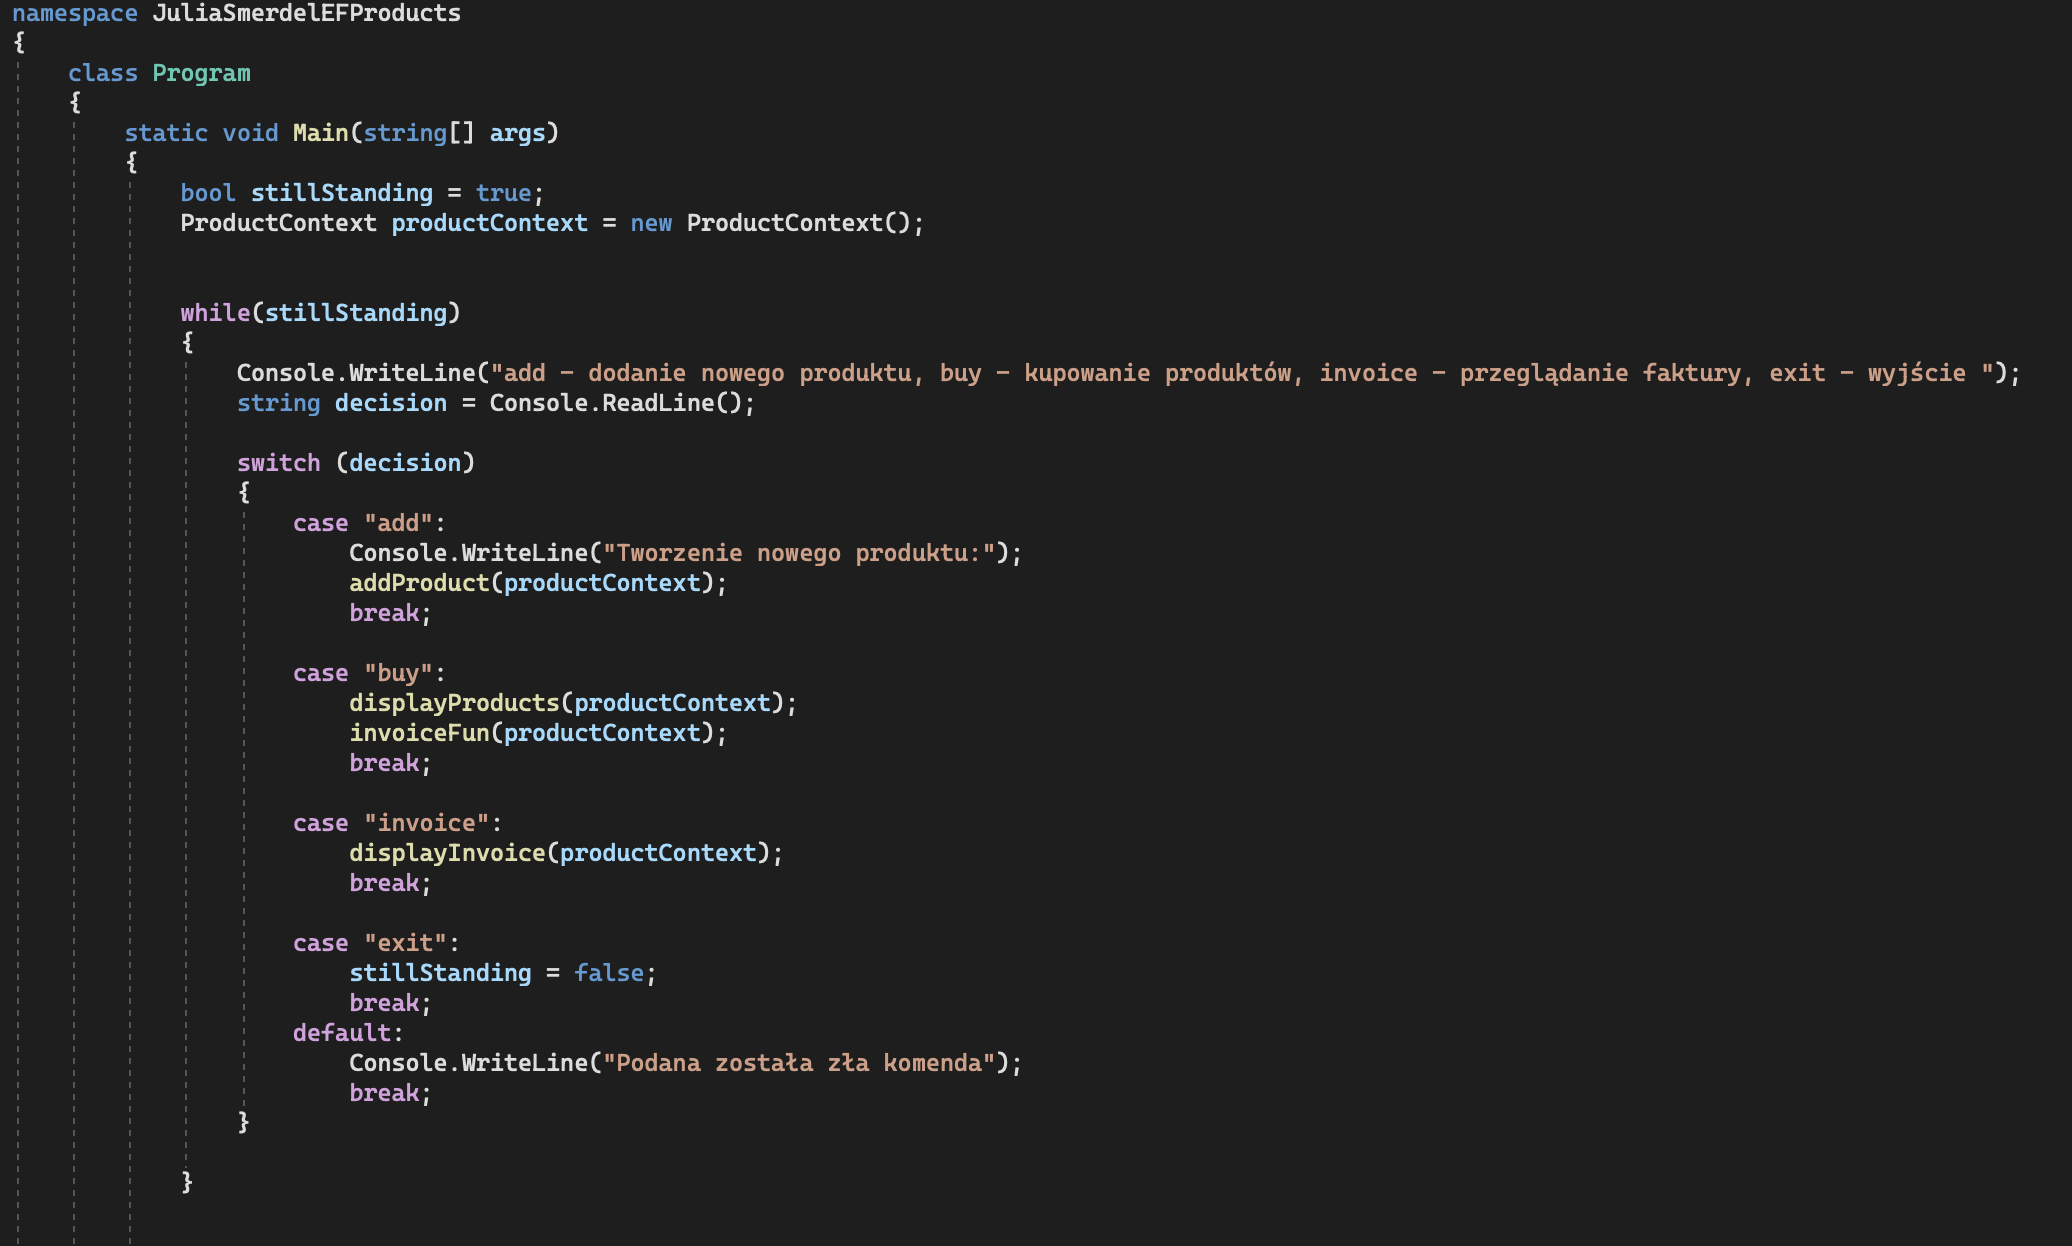 namespace JuliaSmerdelEFProducts
{
class Program
{
static void Main(string[] args)
{
bool stillStanding = true;
ProductContext productContext = new ProductContext();
while(stillStanding)
{
Console.WriteLine("add - dodanie nowego produktu, buy - kupowanie produktów, invoice - przeglądanie faktury, exit - wyjście ");
string decision = Console.ReadLine();
switch (decision)
{
case "add":
Console.WriteLine("Tworzenie nowego produktu:");
addProduct(productContext);
break;
case "buy":
displayProducts(productContext);
invoiceFun(productContext);
break;
case "invoice":
displayInvoice(productContext);
break;
case "exit":
stillStanding = false;
break;
default:
Console.WriteLine("Podana została zła komenda");
break;
}
}